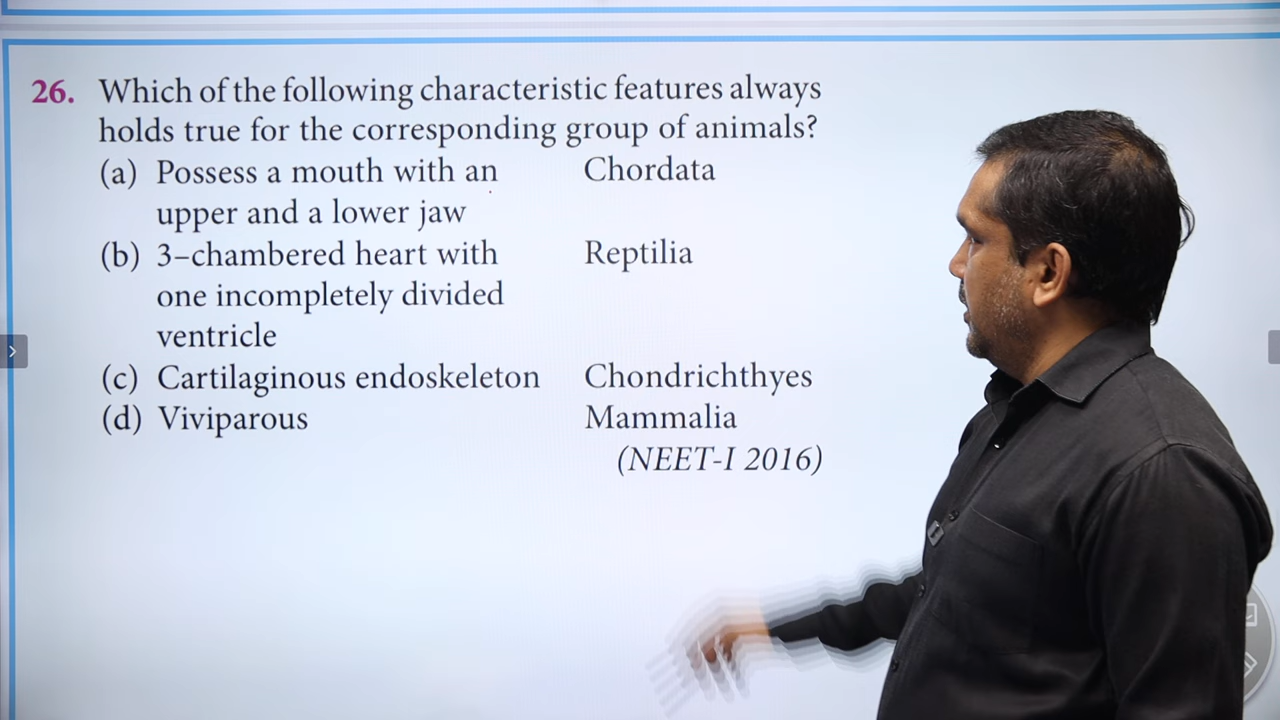 26. Which of the following characteristic features always
holds true for the corresponding group of animals?
(a) Possess a mouth with an Chordata
upper and a lower jaw
(b) 3–chambered heart with Reptilia
one incompletely divided
ventricle
(c) Cartilaginous endoskeleton Chondrichthyes
(d) Viviparous Mammalia
(NEET-I 2016)